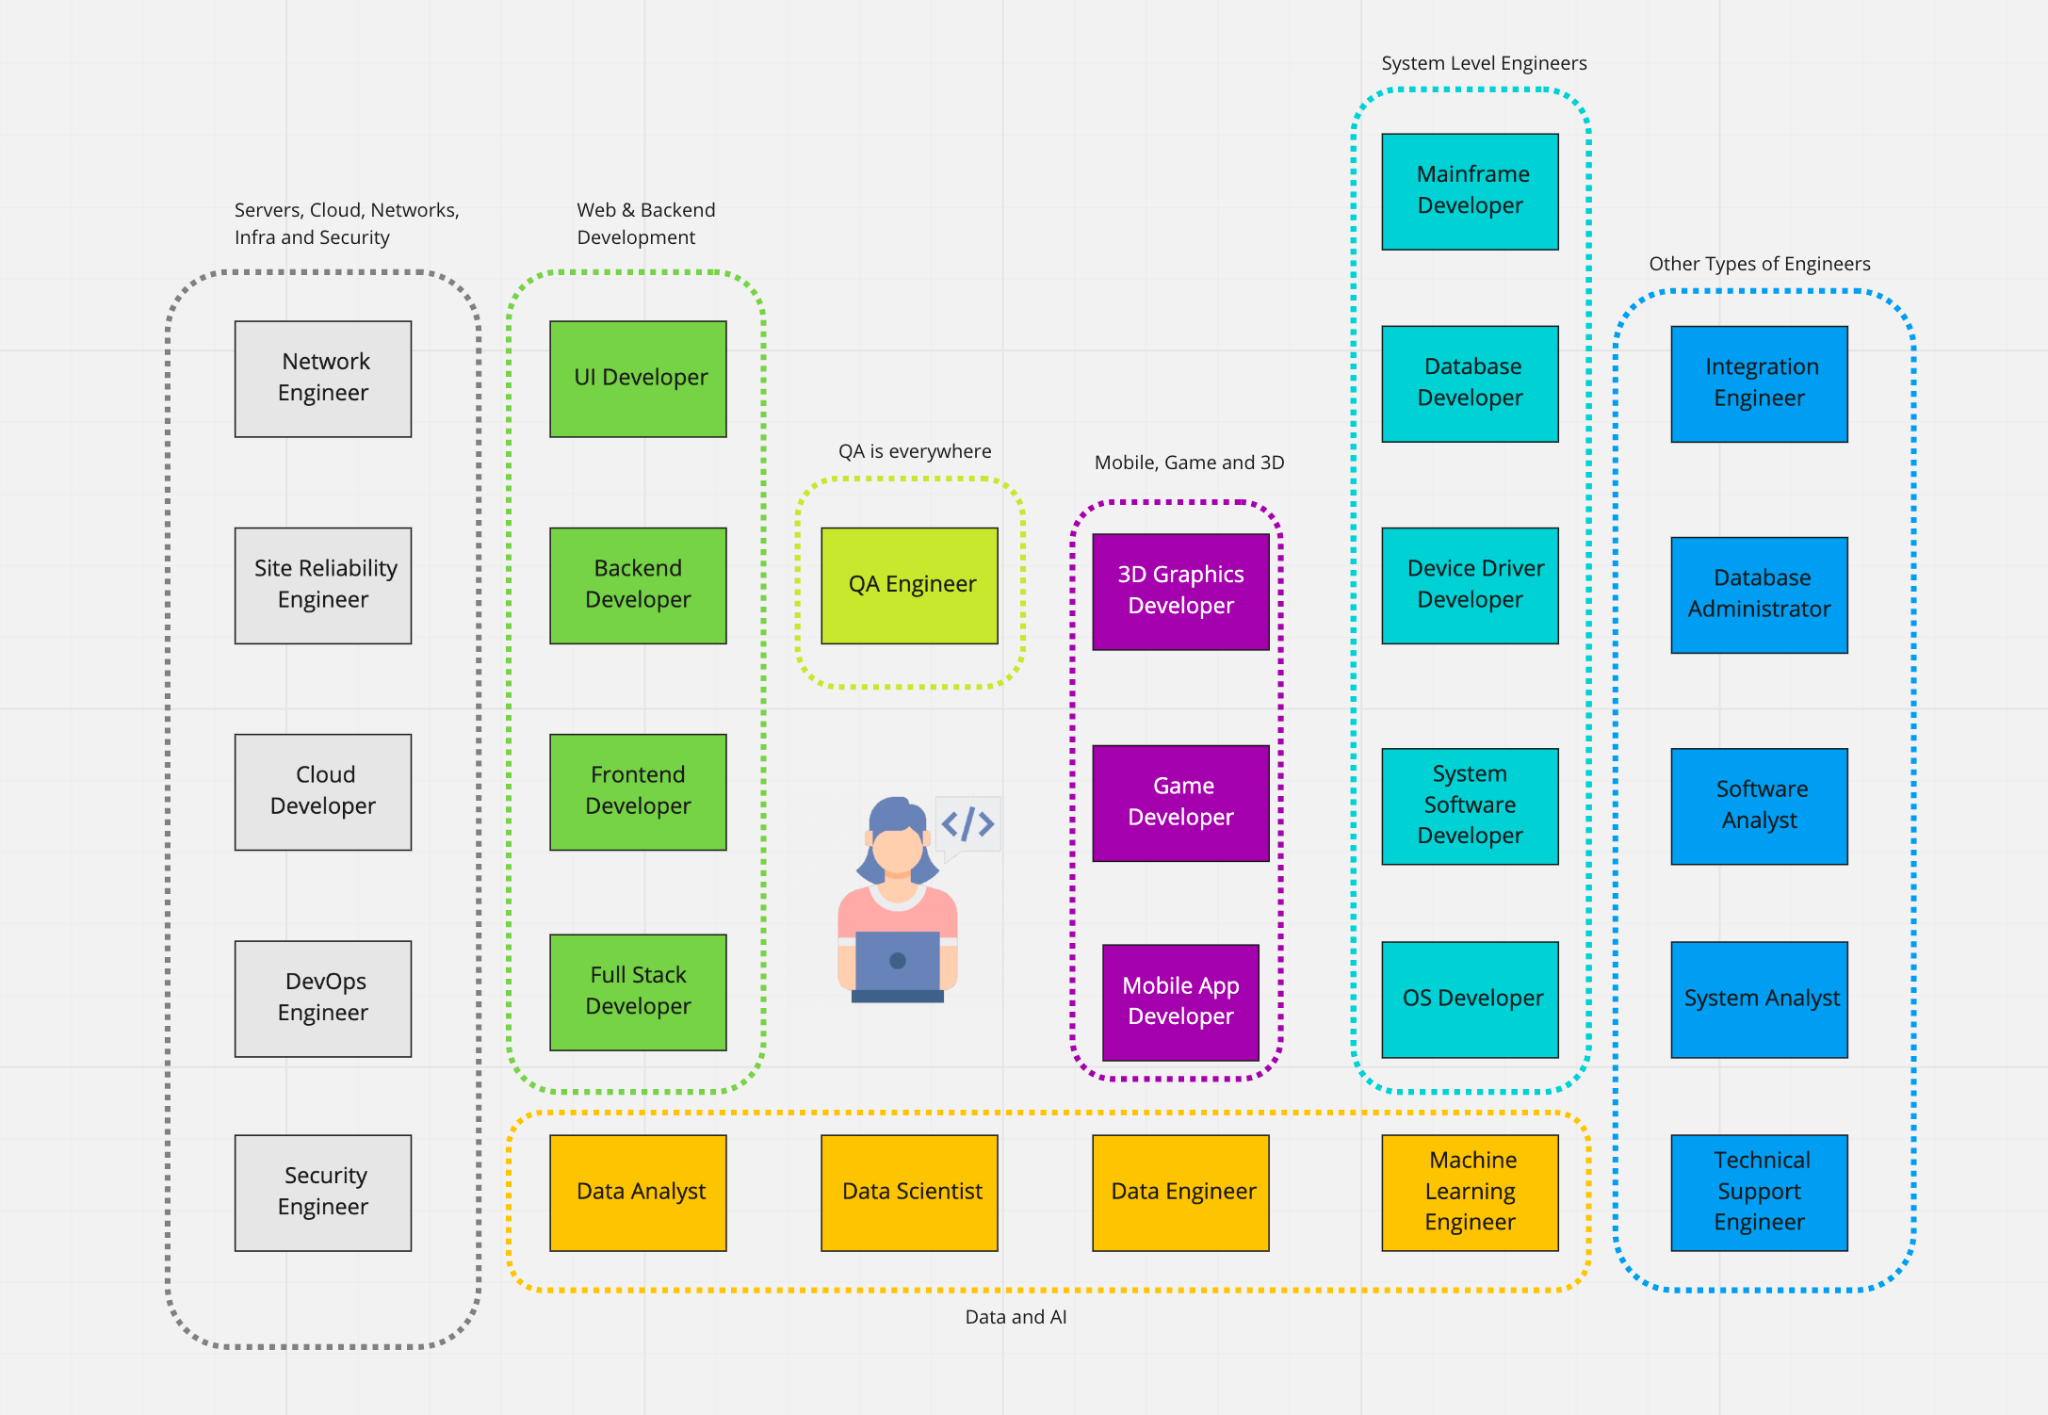 System Level Engineers
Mainframe
Developer
Database
Developer
Device Driver
Developer
System
Software
Developer
OS Developer
Servers, Cloud, Networks,
Infra and Security
Network
Engineer
Site Reliability
Engineer
Cloud
Developer
DevOps
Engineer
Security
Engineer
Web & Backend
Development
UI Developer
Backend
Developer
Frontend
Developer
Full Stack
Developer
QA is everywhere
QA Engineer
</>
Mobile, Game and 3D
3D Graphics
Developer
Game
Developer
Mobile App
Developer
Other Types of Engineers
Integration
Engineer
Database
Administrator
Software
Analyst
System Analyst
Technical
Support
Engineer
Data Analyst
Data Scientist
Data Engineer
Machine
Learning
Engineer
Data and AI